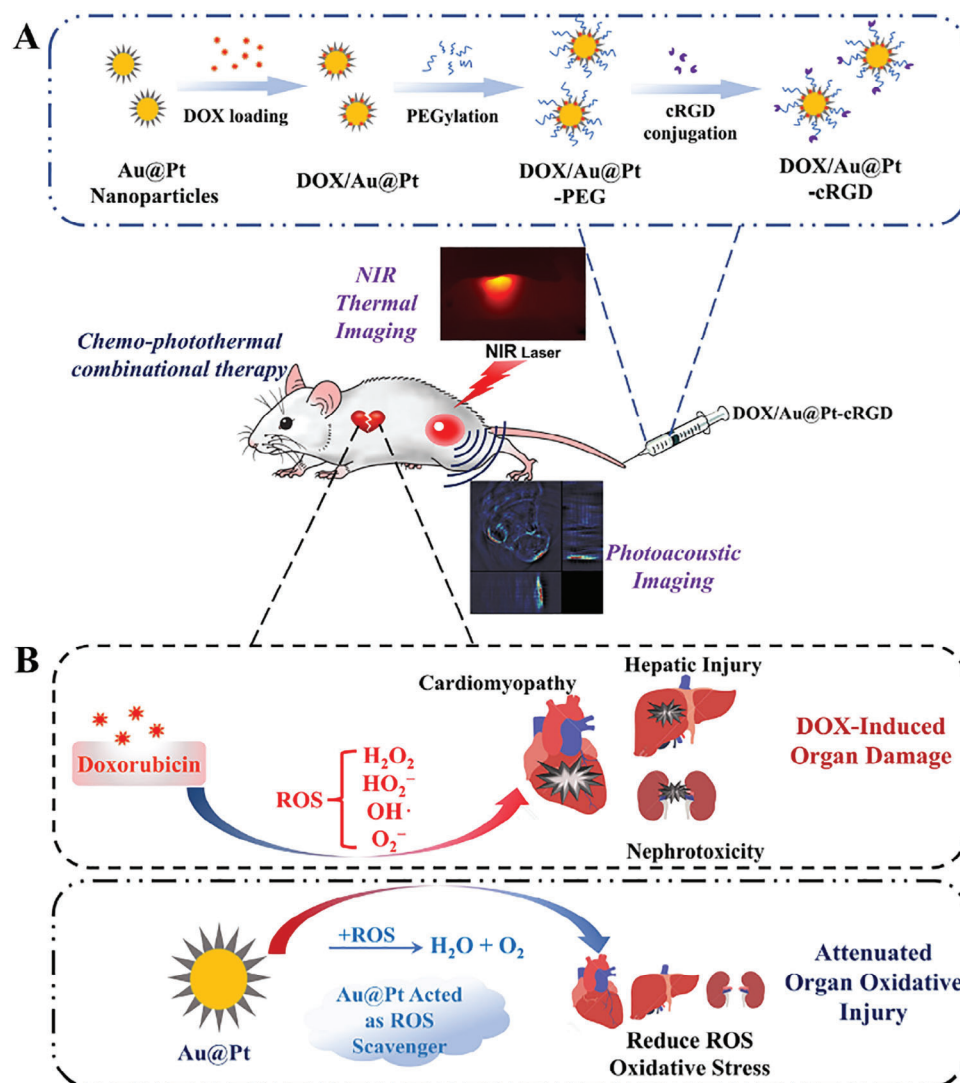 A
DOX loading
PEGylation
cRGD
conjugation
Au@Pt
Nanoparticles
DOX/Au@Pt
DOX/Au@Pt
-PEG
DOX/Au@Pt
-cRGD
NIR
Thermal
Imaging
NIR Laser
Chemo-photothermal
combinational therapy
DOX/Au@Pt-cRGD
Photoacoustic
Imaging
B
Doxorubicin
ROS
H₂O₂
HO₂⁻
OH·
O₂⁻
Cardiomyopathy
Hepatic Injury
Nephrotoxicity
DOX-Induced
Organ Damage
Au@Pt
+ROS
H₂O + O₂
Au@Pt Acted
as ROS
Scavenger
Reduce ROS
Oxidative Stress
Attenuated
Organ Oxidative
Injury